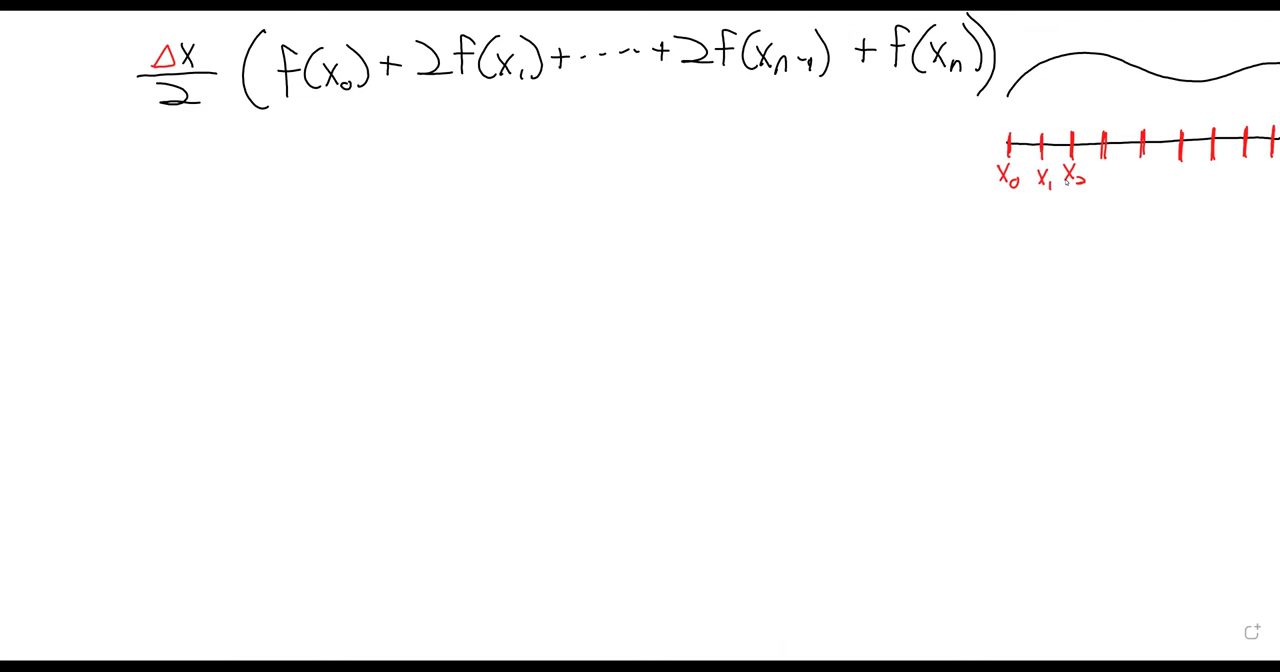 Δx/2 (f(x₀) + 2f(x₁) + ······ + 2f(xₙ₋₁) + f(xₙ))
x₀ x₁ x₂